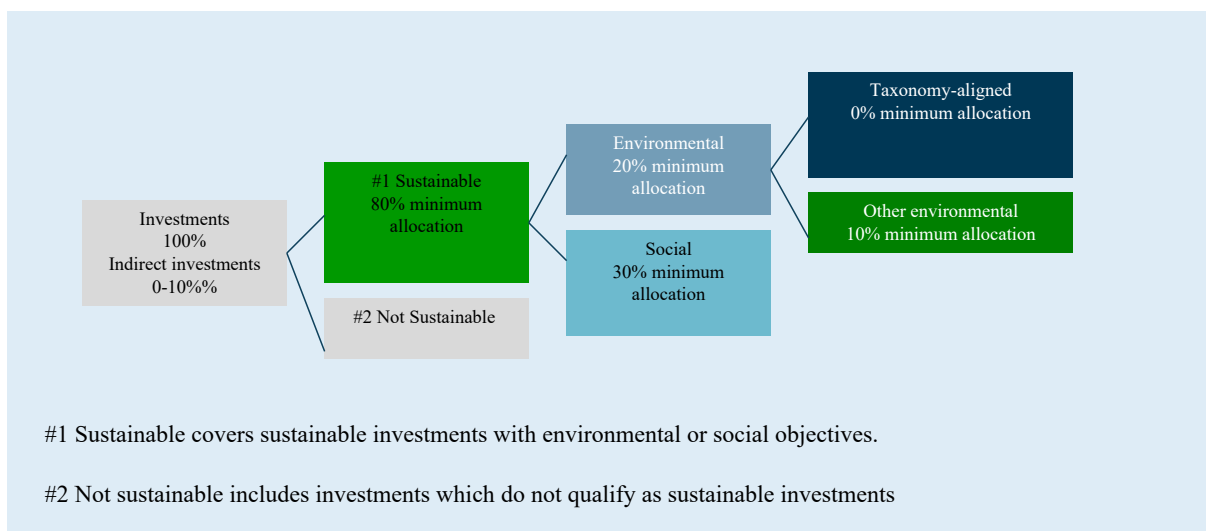 Investments
100%
Indirect investments
0-10%%
#1 Sustainable
80% minimum
allocation
#2 Not Sustainable
Environmental
20% minimum
allocation
Social
30% minimum
allocation
Taxonomy-aligned
0% minimum allocation
Other environmental
10% minimum allocation
#1 Sustainable covers sustainable investments with environmental or social objectives.
#2 Not sustainable includes investments which do not qualify as sustainable investments